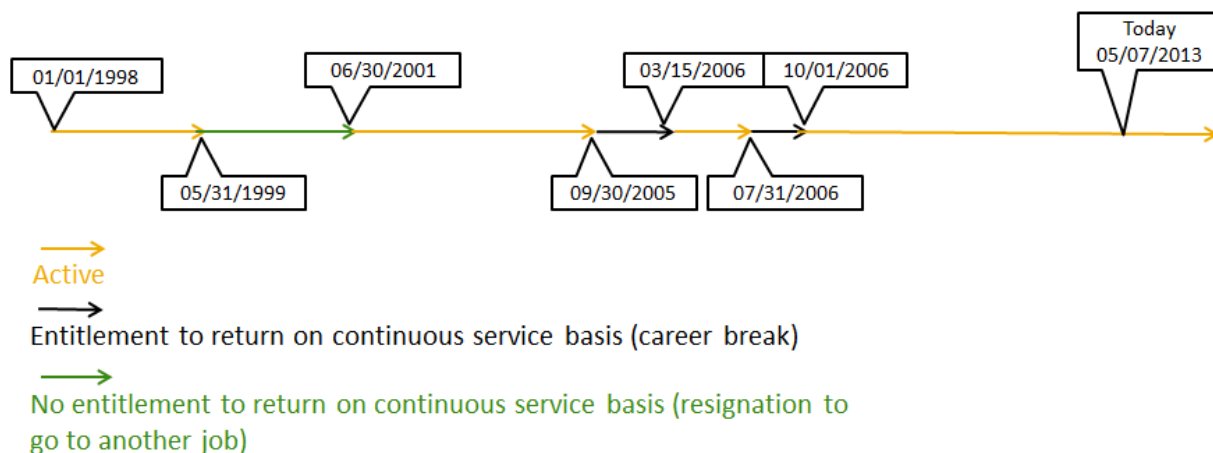 Today
05/07/2013
01/01/1998
06/30/2001
03/15/2006
10/01/2006
05/31/1999
09/30/2005
07/31/2006
Active
Entitlement to return on continuous service basis (career break)
No entitlement to return on continuous service basis (resignation to
go to another job)